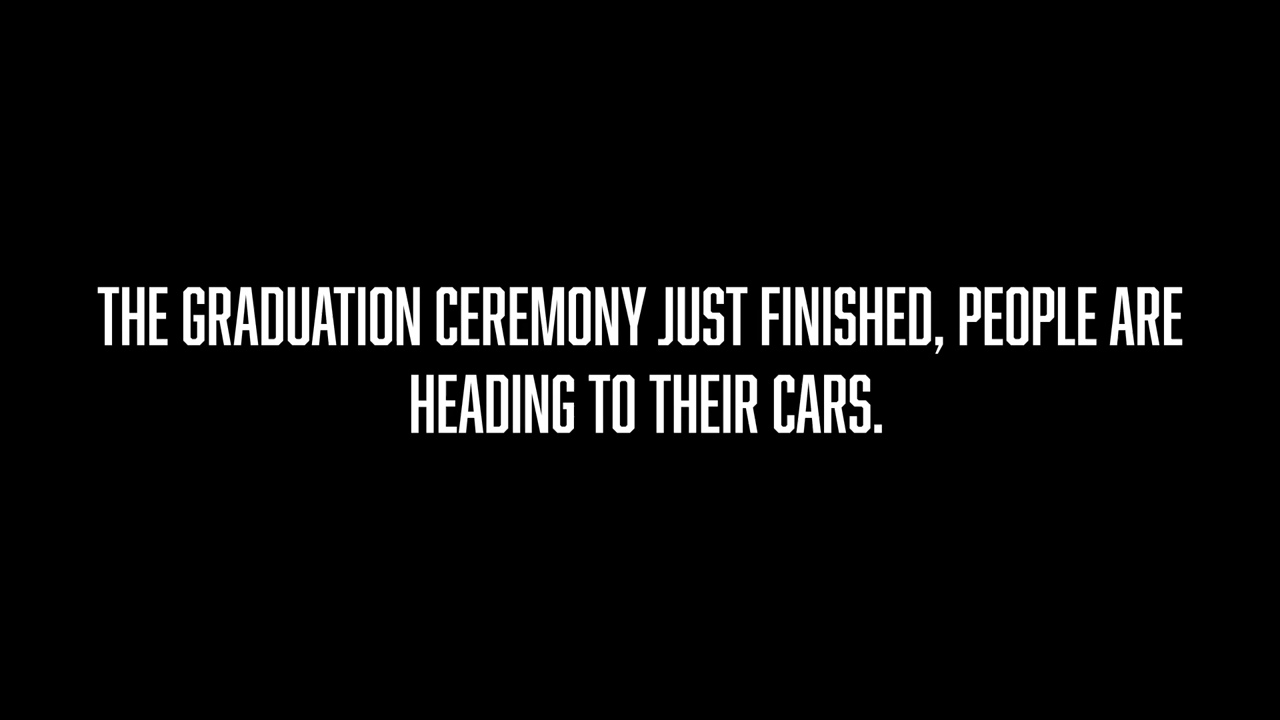 THE GRADUATION CEREMONY JUST FINISHED, PEOPLE ARE
HEADING TO THEIR CARS.